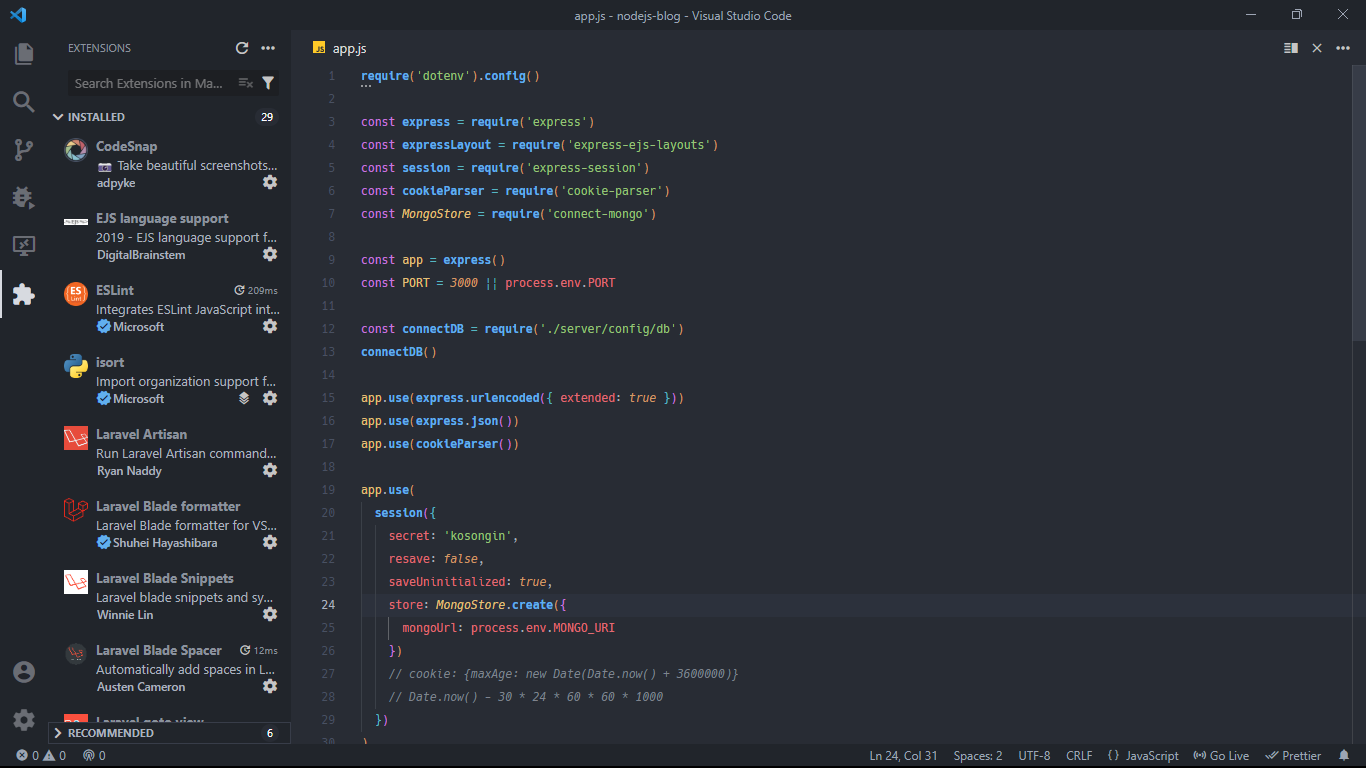 app.js - nodejs-blog - Visual Studio Code
EXTENSIONS
Search Extensions in Ma...
INSTALLED 29
CodeSnap
Take beautiful screenshots...
adpyke
EJS language support
2019 - EJS language support f...
DigitalBrainstem
ESLint 209ms
Integrates ESLint JavaScript int...
Microsoft
isort
Import organization support f...
Microsoft
Laravel Artisan
Run Laravel Artisan command...
Ryan Naddy
Laravel Blade formatter
Laravel Blade formatter for VS...
Shuhei Hayashibara
Laravel Blade Snippets
Laravel blade snippets and sy...
Winnie Lin
Laravel Blade Spacer 12ms
Automatically add spaces in L...
Austen Cameron
Laravel goto view
RECOMMENDED 6
JS app.js
1 require('dotenv').config()
2
3 const express = require('express')
4 const expressLayout = require('express-ejs-layouts')
5 const session = require('express-session')
6 const cookieParser = require('cookie-parser')
7 const MongoStore = require('connect-mongo')
8
9 const app = express()
10 const PORT = 3000 || process.env.PORT
11
12 const connectDB = require('./server/config/db')
13 connectDB()
14
15 app.use(express.urlencoded({ extended: true }))
16 app.use(express.json())
17 app.use(cookieParser())
18
19 app.use(
20 session({
21 secret: 'kosongin',
22 resave: false,
23 saveUninitialized: true,
24 store: MongoStore.create({
25 mongoUrl: process.env.MONGO_URI
26 })
27 // cookie: {maxAge: new Date(Date.now() + 3600000)}
28 // Date.now() - 30 * 24 * 60 * 60 * 1000
29 })
30 )
0 0 0 Ln 24, Col 31 Spaces: 2 UTF-8 CRLF {} JavaScript Go Live Prettier